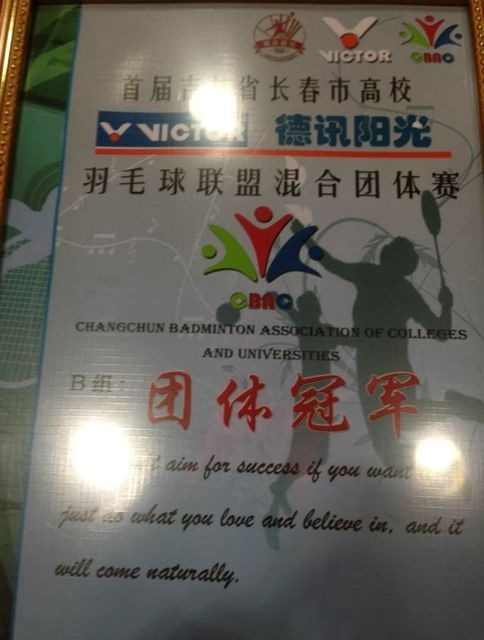 VICTOR
CBAC
首届吉林省长春市高校
VICTOR 德讯阳光
羽毛球联盟混合团体赛
CBAC
CHANGCHUN BADMINTON ASSOCIATION OF COLLEGES
AND UNIVERSITIES
B组：
团体冠军
aim for success if you want
just do what you love and believe in, and it
will come naturally.